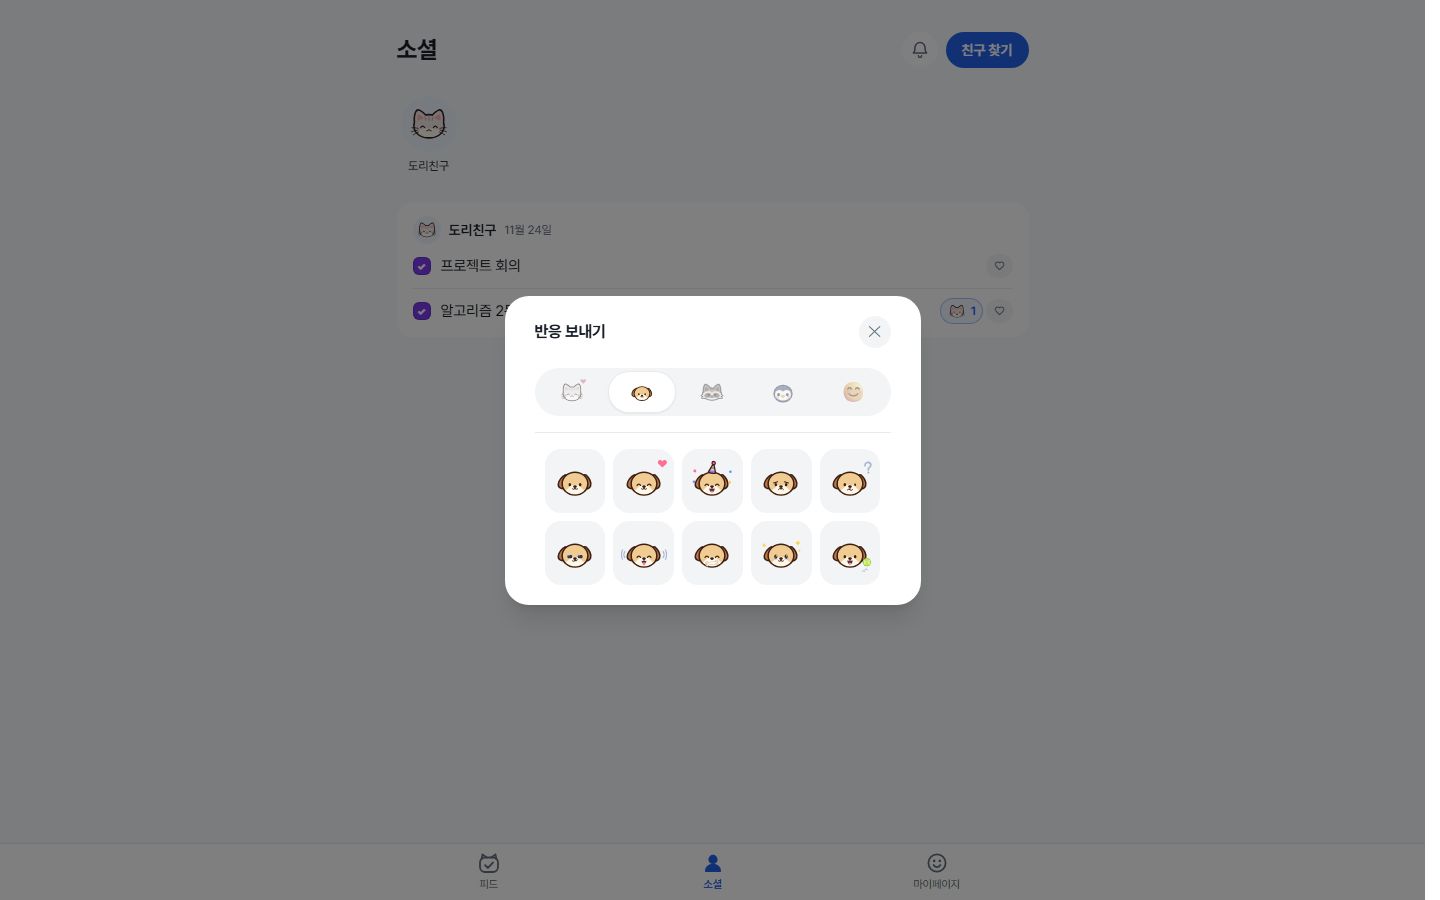 소셜
친구 찾기
도리친구
도리친구 11월 24일
프로젝트 회의
알고리즘
1
반응 보내기
피드
소셜
마이페이지